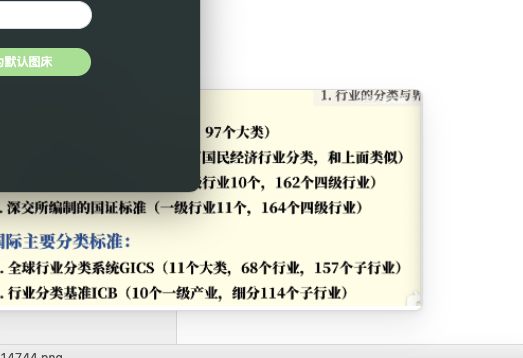 为默认图床
1. 行业的分类与
97个大类）
国民经济行业分类，和上面类似）
行业10个，162个四级行业）
. 深交所编制的国证标准（一级行业11个，164个四级行业）
国际主要分类标准：
. 全球行业分类系统GICS（11个大类，68个行业，157个子行业）
. 行业分类基准ICB（10个一级产业，细分114个子行业）
14744.png